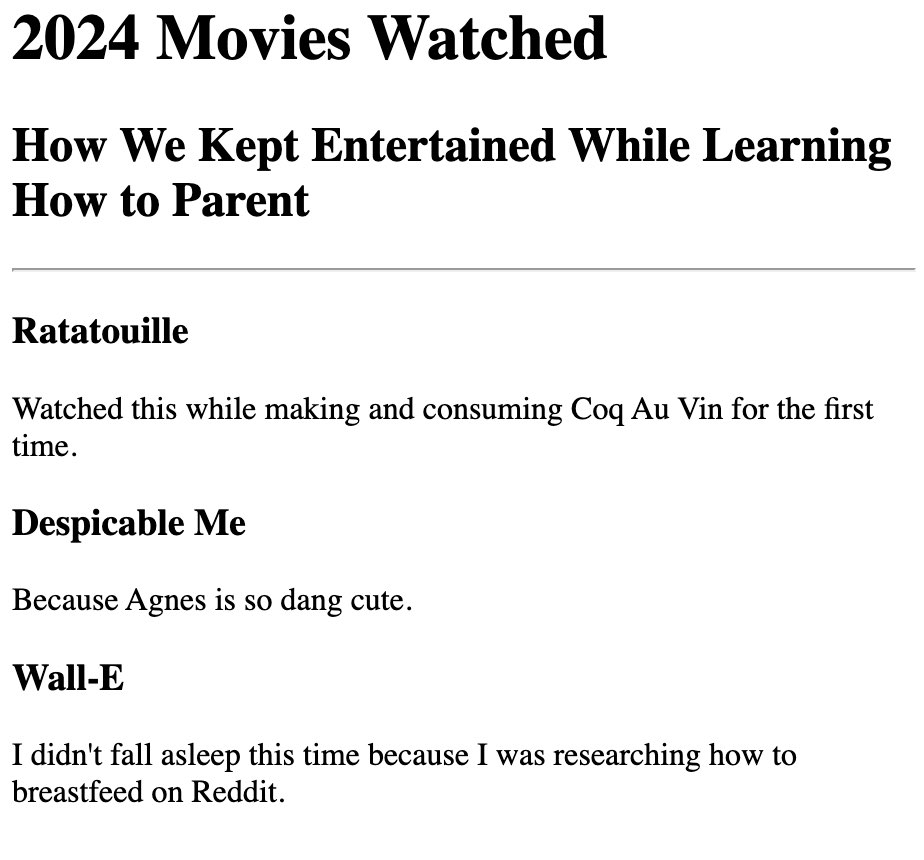 2024 Movies Watched
How We Kept Entertained While Learning
How to Parent
Ratatouille
Watched this while making and consuming Coq Au Vin for the first
time.
Despicable Me
Because Agnes is so dang cute.
Wall-E
I didn't fall asleep this time because I was researching how to
breastfeed on Reddit.